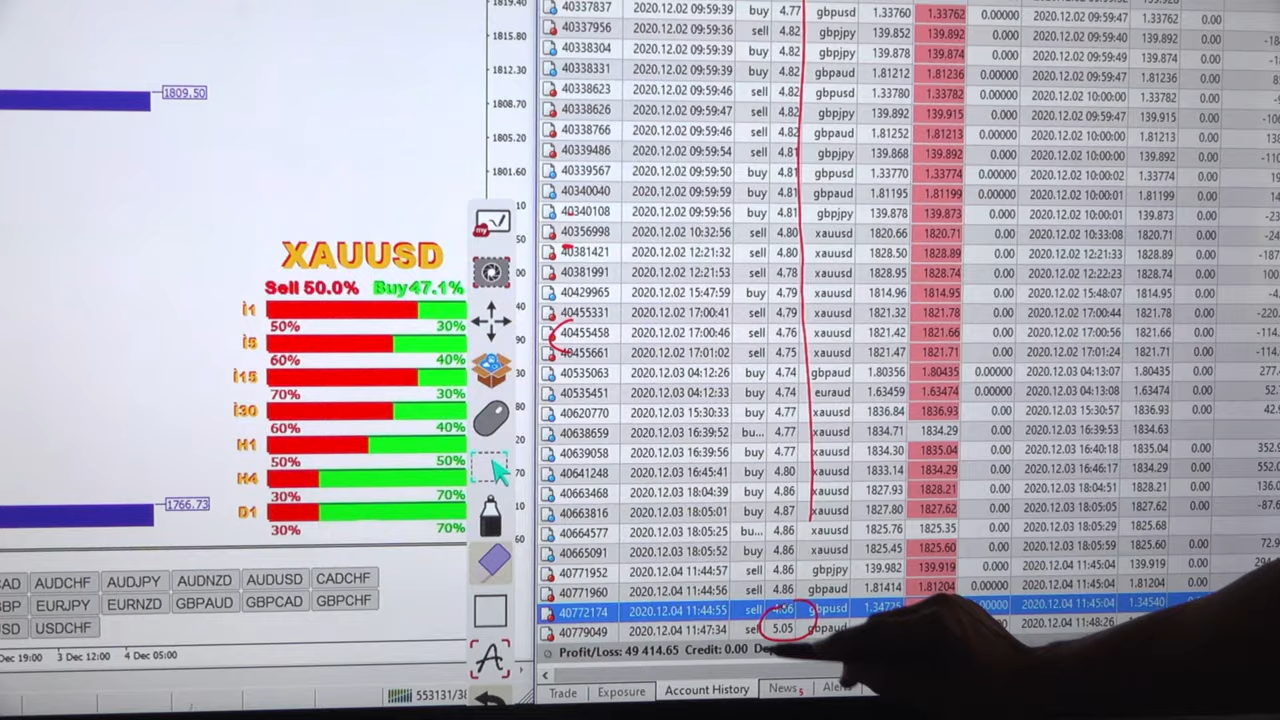 1819.40
1815.80
1812.30
1808.70
1805.20
1801.60
1809.50
1766.73
XAUUSD
Sell 50.0% Buy 47.1%
i1
50% 30%
i5
60% 40%
i15
70% 30%
i30
60% 40%
H1
50% 50%
H4
30% 70%
D1
30% 70%
AUDCHF AUDJPY AUDNZD AUDUSD CADCHF
EURJPY EURNZD GBPAUD GBPCAD GBPCHF
USDCHF
Dec 19:00 3 Dec 12:00 4 Dec 05:00
553131/38
my
A
40337837 2020.12.02 09:59:39 buy 4.77 gbpusd 1.33760 1.33762 0.00000 2020.12.02 09:59:47 1.33762 0.00
40337956 2020.12.02 09:59:36 sell 4.82 gbpjpy 139.852 139.892 0.000 2020.12.02 09:59:40 139.892 0.00
40338304 2020.12.02 09:59:39 buy 4.82 gbpjpy 139.878 139.874 0.000 2020.12.02 09:59:49 139.874 0.00
40338331 2020.12.02 09:59:39 buy 4.82 gbpaud 1.81212 1.81236 0.00000 2020.12.02 09:59:47 1.81236 0.00
40338623 2020.12.02 09:59:46 sell 4.82 gbpusd 1.33780 1.33782 0.00000 2020.12.02 10:00:00 1.33782 0.00
40338626 2020.12.02 09:59:47 sell 4.82 gbpjpy 139.892 139.915 0.000 2020.12.02 09:59:47 139.915 0.00
40338766 2020.12.02 09:59:46 sell 4.82 gbpaud 1.81252 1.81213 0.00000 2020.12.02 10:00:00 1.81213 0.00
40339486 2020.12.02 09:59:54 sell 4.81 gbpjpy 139.868 139.892 0.000 2020.12.02 10:00:00 139.892 0.00
40339567 2020.12.02 09:59:50 buy 4.81 gbpusd 1.33770 1.33774 0.00000 2020.12.02 10:00:02 1.33774 0.00
40340040 2020.12.02 09:59:59 buy 4.81 gbpaud 1.81195 1.81199 0.00000 2020.12.02 10:00:01 1.81199 0.00
40340108 2020.12.02 09:59:56 buy 4.81 gbpjpy 139.878 139.873 0.000 2020.12.02 10:00:01 139.873 0.00
40356998 2020.12.02 10:32:56 sell 4.80 xauusd 1820.66 1820.71 0.00 2020.12.02 10:33:08 1820.71 0.00
40381421 2020.12.02 12:21:32 sell 4.80 xauusd 1828.50 1828.89 0.00 2020.12.02 12:21:33 1828.89 0.00
40381991 2020.12.02 12:21:53 sell 4.78 xauusd 1828.95 1828.74 0.00 2020.12.02 12:22:23 1828.74 0.00
40429965 2020.12.02 15:47:59 buy 4.79 xauusd 1814.96 1814.95 0.00 2020.12.02 15:48:07 1814.95 0.00
40455331 2020.12.02 17:00:41 sell 4.79 xauusd 1821.32 1821.78 0.00 2020.12.02 17:00:44 1821.78 0.00
40455458 2020.12.02 17:00:46 sell 4.76 xauusd 1821.42 1821.66 0.00 2020.12.02 17:00:56 1821.66 0.00
40455661 2020.12.02 17:01:02 sell 4.75 xauusd 1821.47 1821.71 0.00 2020.12.02 17:01:24 1821.71 0.00
40535063 2020.12.03 04:12:26 buy 4.74 gbpaud 1.80356 1.80435 0.00000 2020.12.03 04:13:07 1.80435 0.00
40535451 2020.12.03 04:12:33 buy 4.74 euraud 1.63459 1.63474 0.00000 2020.12.03 04:13:08 1.63474 0.00
40620770 2020.12.03 15:30:33 buy 4.77 xauusd 1836.84 1836.93 0.00 2020.12.03 15:30:57 1836.93 0.00
40638659 2020.12.03 16:39:52 bu... 4.77 xauusd 1834.71 1834.29 0.00 2020.12.03 16:39:53 1834.63
40639058 2020.12.03 16:39:56 buy 4.77 xauusd 1834.30 1835.04 0.00 2020.12.03 16:40:18 1835.04 0.00
40641248 2020.12.03 16:45:41 buy 4.80 xauusd 1833.14 1834.29 0.00 2020.12.03 16:46:17 1834.29 0.00
40663468 2020.12.03 18:04:39 buy 4.86 xauusd 1827.93 1828.21 0.00 2020.12.03 18:04:51 1828.21 0.00
40663816 2020.12.03 18:05:01 buy 4.87 xauusd 1827.80 1827.62 0.00 2020.12.03 18:05:05 1827.62 0.00
40664577 2020.12.03 18:05:25 bu... 4.86 xauusd 1825.76 1825.35 0.00 2020.12.03 18:05:29 1825.68
40665091 2020.12.03 18:05:52 buy 4.86 xauusd 1825.45 1825.60 0.00 2020.12.03 18:05:59 1825.60 0.00
40771952 2020.12.04 11:44:57 sell 4.86 gbpjpy 139.982 139.919 0.000 2020.12.04 11:45:04 139.919 0.00
40771960 2020.12.04 11:44:56 sell 4.86 gbpaud 1.81414 1.81204 0.00000 2020.12.04 11:45:04 1.81204 0.00
40772174 2020.12.04 11:44:55 sell gbpusd 2020.12.04 11:45:04 1.34540 0.00
40779049 2020.12.04 11:47:34 sell 5.05 gbpaud 2020.12.04 11:48:26
Profit/Loss: 49 414.65 Credit: 0.00
Trade Exposure Account History News5